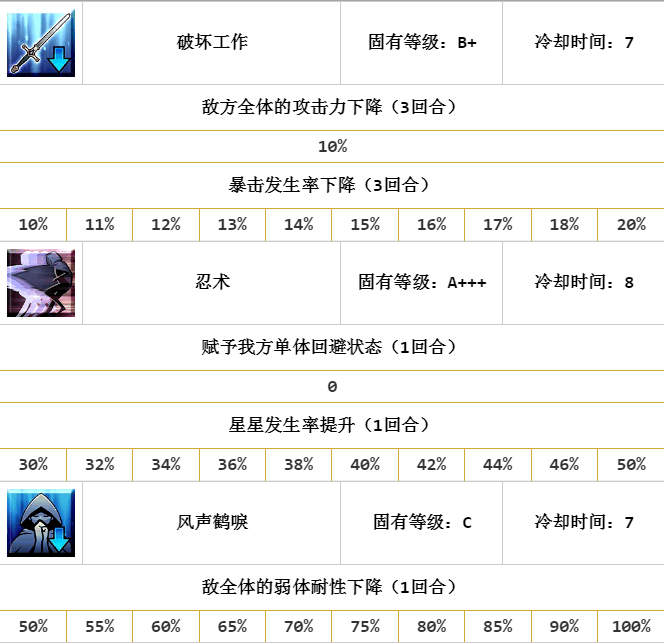 破坏工作 固有等级：B+ 冷却时间：7
敌方全体的攻击力下降（3回合）
10%
暴击发生率下降（3回合）
10% 11% 12% 13% 14% 15% 16% 17% 18% 20%
忍术 固有等级：A+++ 冷却时间：8
赋予我方单体回避状态（1回合）
0
星星发生率提升（1回合）
30% 32% 34% 36% 38% 40% 42% 44% 46% 50%
风声鹤唳 固有等级：C 冷却时间：7
敌全体的弱体耐性下降（1回合）
50% 55% 60% 65% 70% 75% 80% 85% 90% 100%